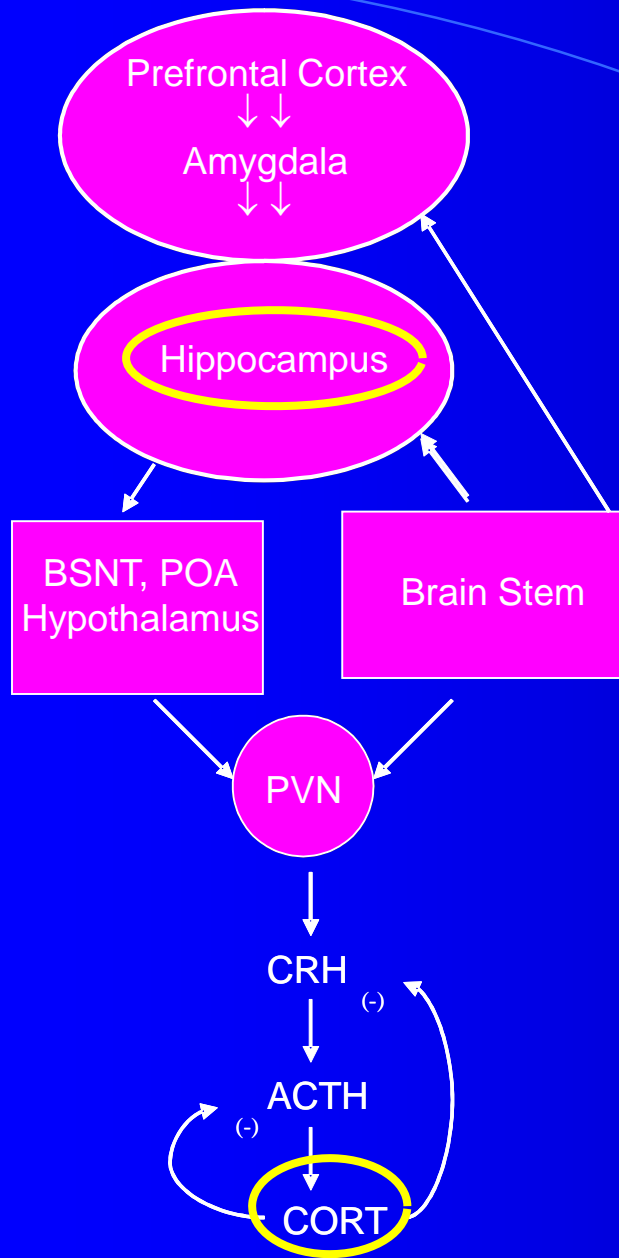 Prefrontal Cortex
↓ ↓
Amygdala
↓ ↓
Hippocampus
BSNT, POA
Hypothalamus
Brain Stem
PVN
CRH
(-)
ACTH
(-)
CORT